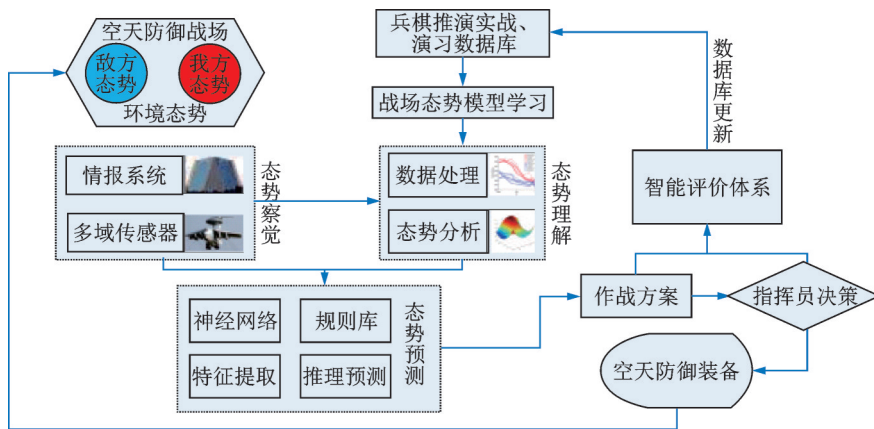 空天防御战场
敌方
态势
我方
态势
环境态势
兵棋推演实战、
演习数据库
战场态势模型学习
数据库更新
情报系统
多域传感器
态势察觉
数据处理
态势分析
态势理解
智能评价体系
神经网络
规则库
特征提取
推理预测
态势预测
作战方案
指挥员决策
空天防御装备